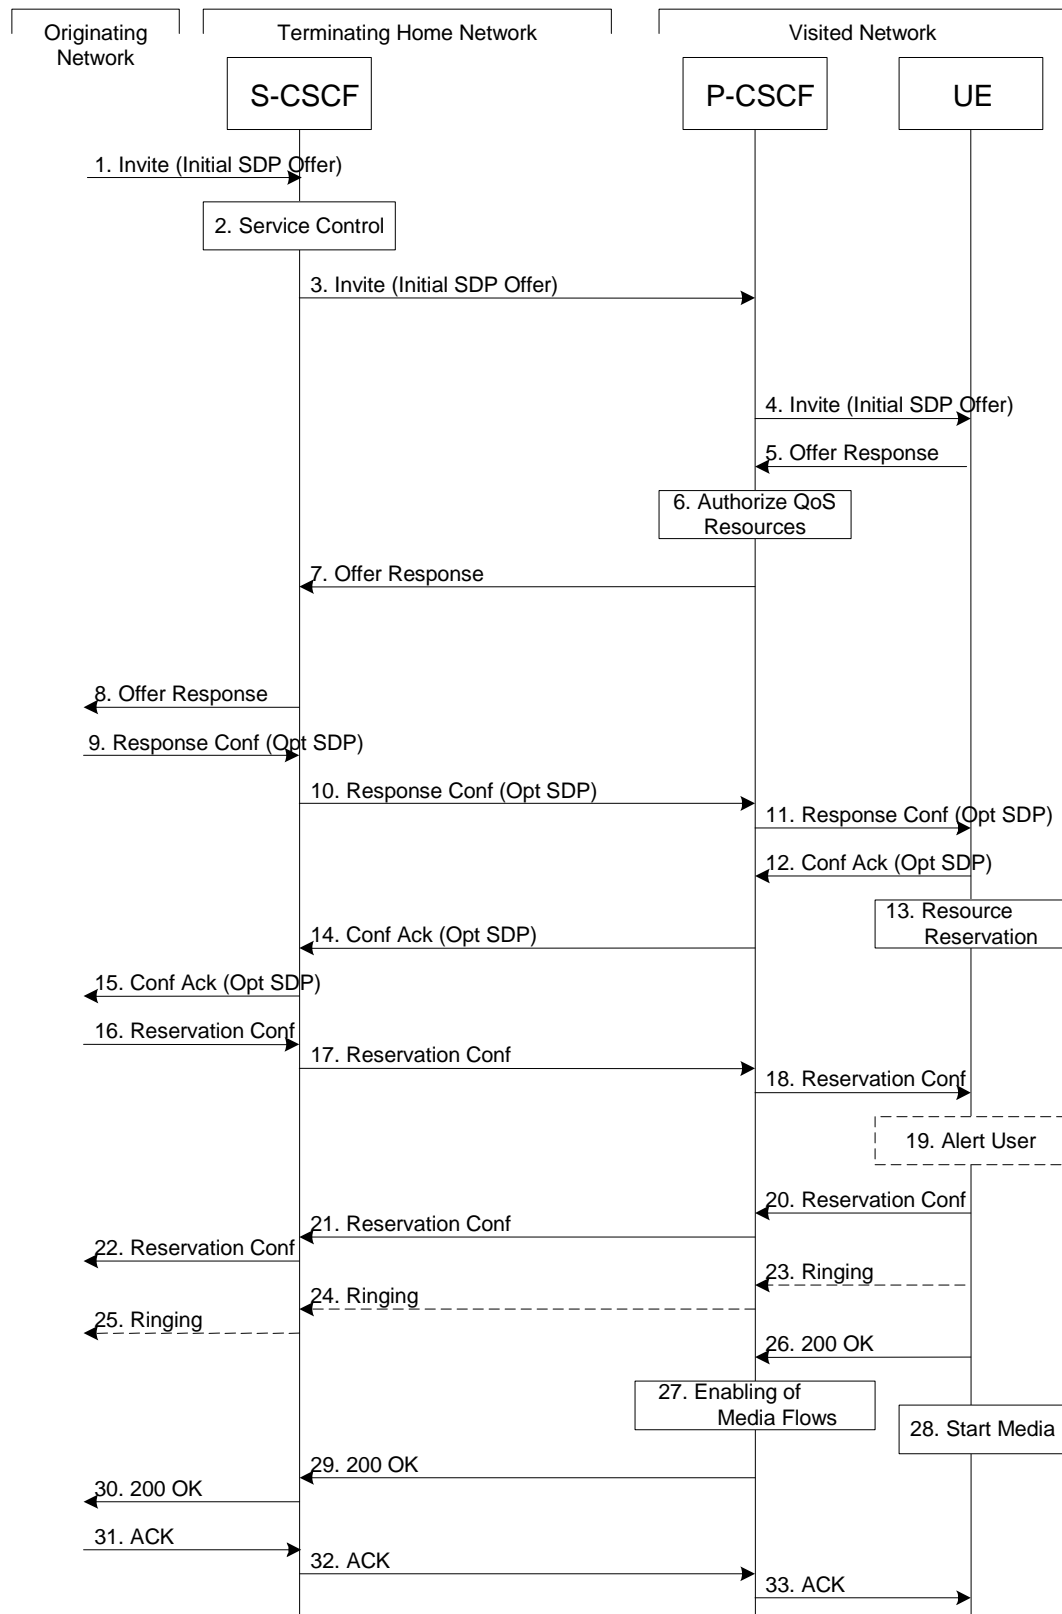 Originating
Network
Terminating Home Network
Visited Network
S-CSCF
P-CSCF
UE
1. Invite (Initial SDP Offer)
2. Service Control
3. Invite (Initial SDP Offer)
4. Invite (Initial SDP Offer)
5. Offer Response
6. Authorize QoS
Resources
7. Offer Response
8. Offer Response
9. Response Conf (Opt SDP)
10. Response Conf (Opt SDP)
11. Response Conf (Opt SDP)
12. Conf Ack (Opt SDP)
13. Resource
Reservation
14. Conf Ack (Opt SDP)
15. Conf Ack (Opt SDP)
16. Reservation Conf
17. Reservation Conf
18. Reservation Conf
19. Alert User
20. Reservation Conf
21. Reservation Conf
22. Reservation Conf
23. Ringing
24. Ringing
25. Ringing
26. 200 OK
27. Enabling of
Media Flows
28. Start Media
29. 200 OK
30. 200 OK
31. ACK
32. ACK
33. ACK